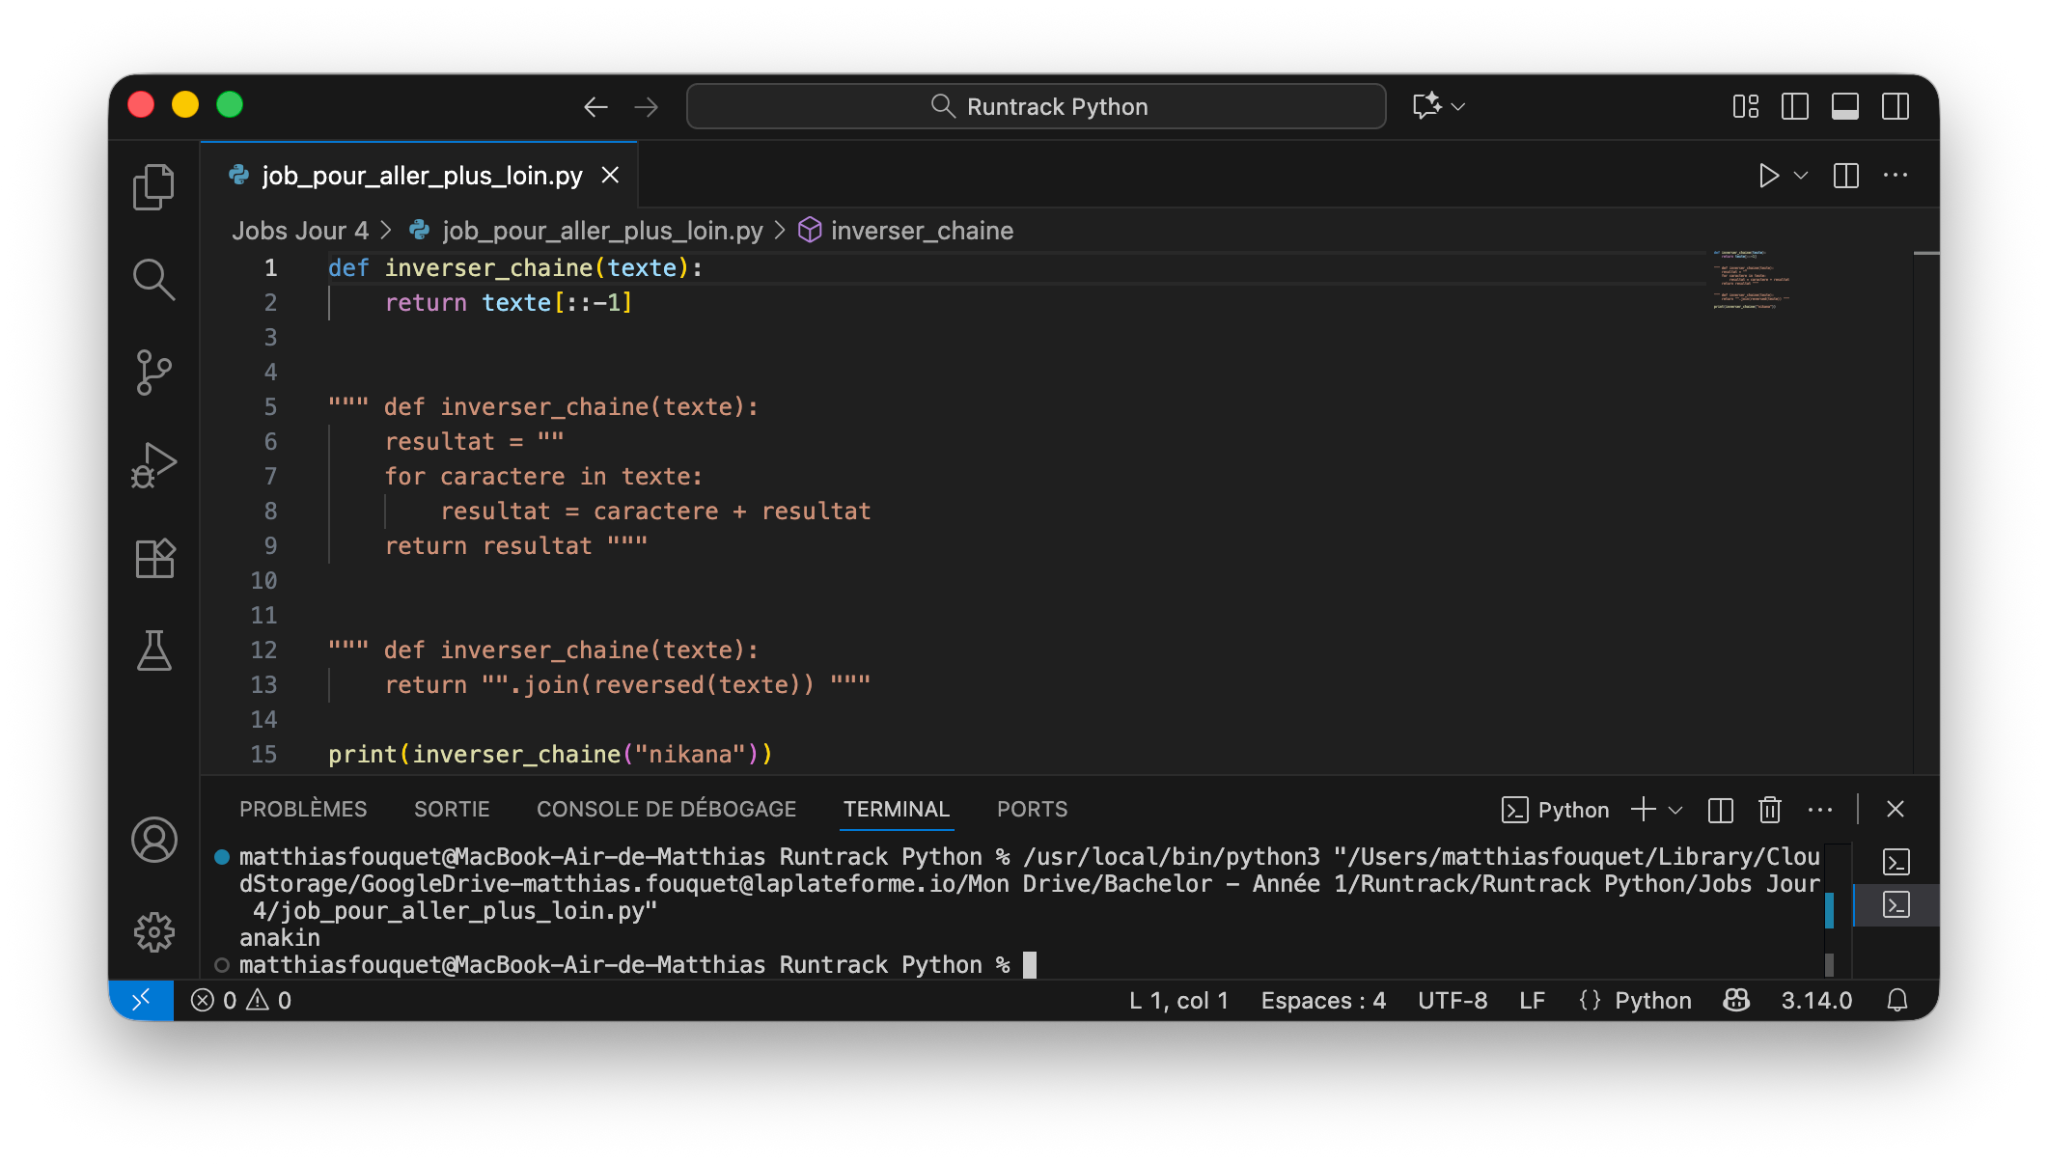 Runtrack Python
job_pour_aller_plus_loin.py
Jobs Jour 4 > job_pour_aller_plus_loin.py > inverser_chaine
1 def inverser_chaine(texte):
2     return texte[::-1]
3
4
5 """ def inverser_chaine(texte):
6     resultat = ""
7     for caractere in texte:
8         resultat = caractere + resultat
9     return resultat """
10
11
12 """ def inverser_chaine(texte):
13     return "".join(reversed(texte)) """
14
15 print(inverser_chaine("nikana"))
PROBLÈMES SORTIE CONSOLE DE DÉBOGAGE TERMINAL PORTS Python
matthiasfouquet@MacBook-Air-de-Matthias Runtrack Python % /usr/local/bin/python3 "/Users/matthiasfouquet/Library/Clou
dStorage/GoogleDrive-matthias.fouquet@laplateforme.io/Mon Drive/Bachelor - Année 1/Runtrack/Runtrack Python/Jobs Jour
 4/job_pour_aller_plus_loin.py"
anakin
matthiasfouquet@MacBook-Air-de-Matthias Runtrack Python %
0 0 L 1, col 1 Espaces : 4 UTF-8 LF {} Python 3.14.0